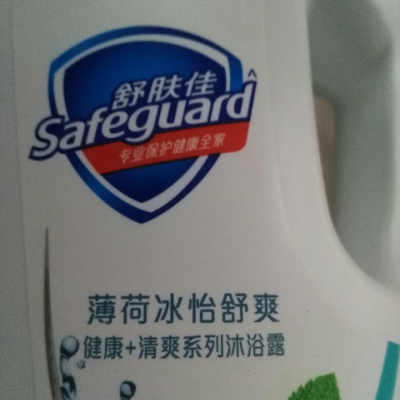 舒肤佳
Safeguard
专业保护健康全家
薄荷冰怡舒爽
健康+清爽系列沐浴露